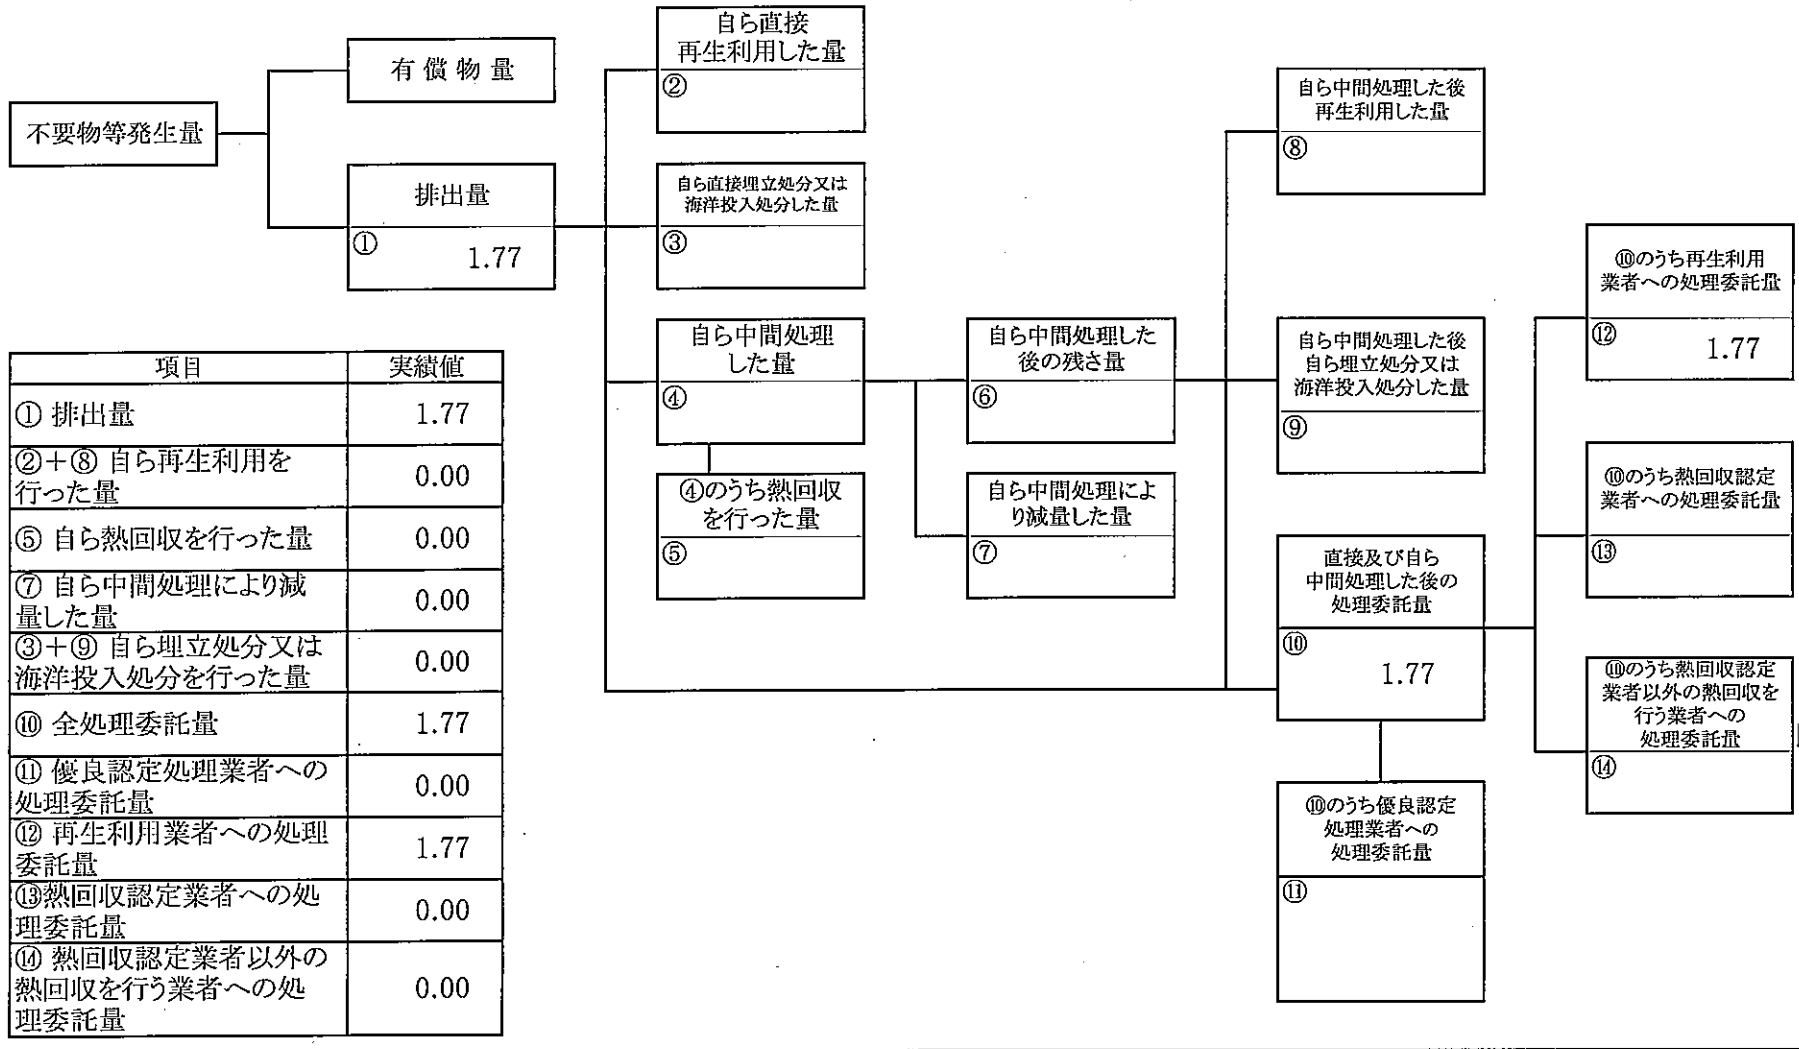 不要物等発生量
有償物量
排出量
①
1.77
自ら直接
再生利用した量
②
自ら直接埋立処分又は
海洋投入処分した量
③
自ら中間処理
した量
④
④のうち熱回収
を行った量
⑤
自ら中間処理した
後の残さ量
⑥
自ら中間処理によ
り減量した量
⑦
自ら中間処理した後
再生利用した量
⑧
自ら中間処理した後
自ら埋立処分又は
海洋投入処分した量
⑨
直接及び自ら
中間処理した後の
処理委託量
⑩
1.77
⑩のうち優良認定
処理業者への
処理委託量
⑪
⑩のうち再生利用
業者への処理委託量
⑫
1.77
⑩のうち熱回収認定
業者への処理委託量
⑬
⑩のうち熱回収認定
業者以外の熱回収を
行う業者への
処理委託量
⑭
項目 実績値
① 排出量 1.77
②+⑧ 自ら再生利用を
行った量 0.00
⑤ 自ら熱回収を行った量 0.00
⑦ 自ら中間処理により減
量した量 0.00
③+⑨ 自ら埋立処分又は
海洋投入処分を行った量 0.00
⑩ 全処理委託量 1.77
⑪ 優良認定処理業者への
処理委託量 0.00
⑫ 再生利用業者への処理
委託量 1.77
⑬熱回収認定業者への処
理委託量 0.00
⑭ 熱回収認定業者以外の
熱回収を行う業者への処
理委託量 0.00